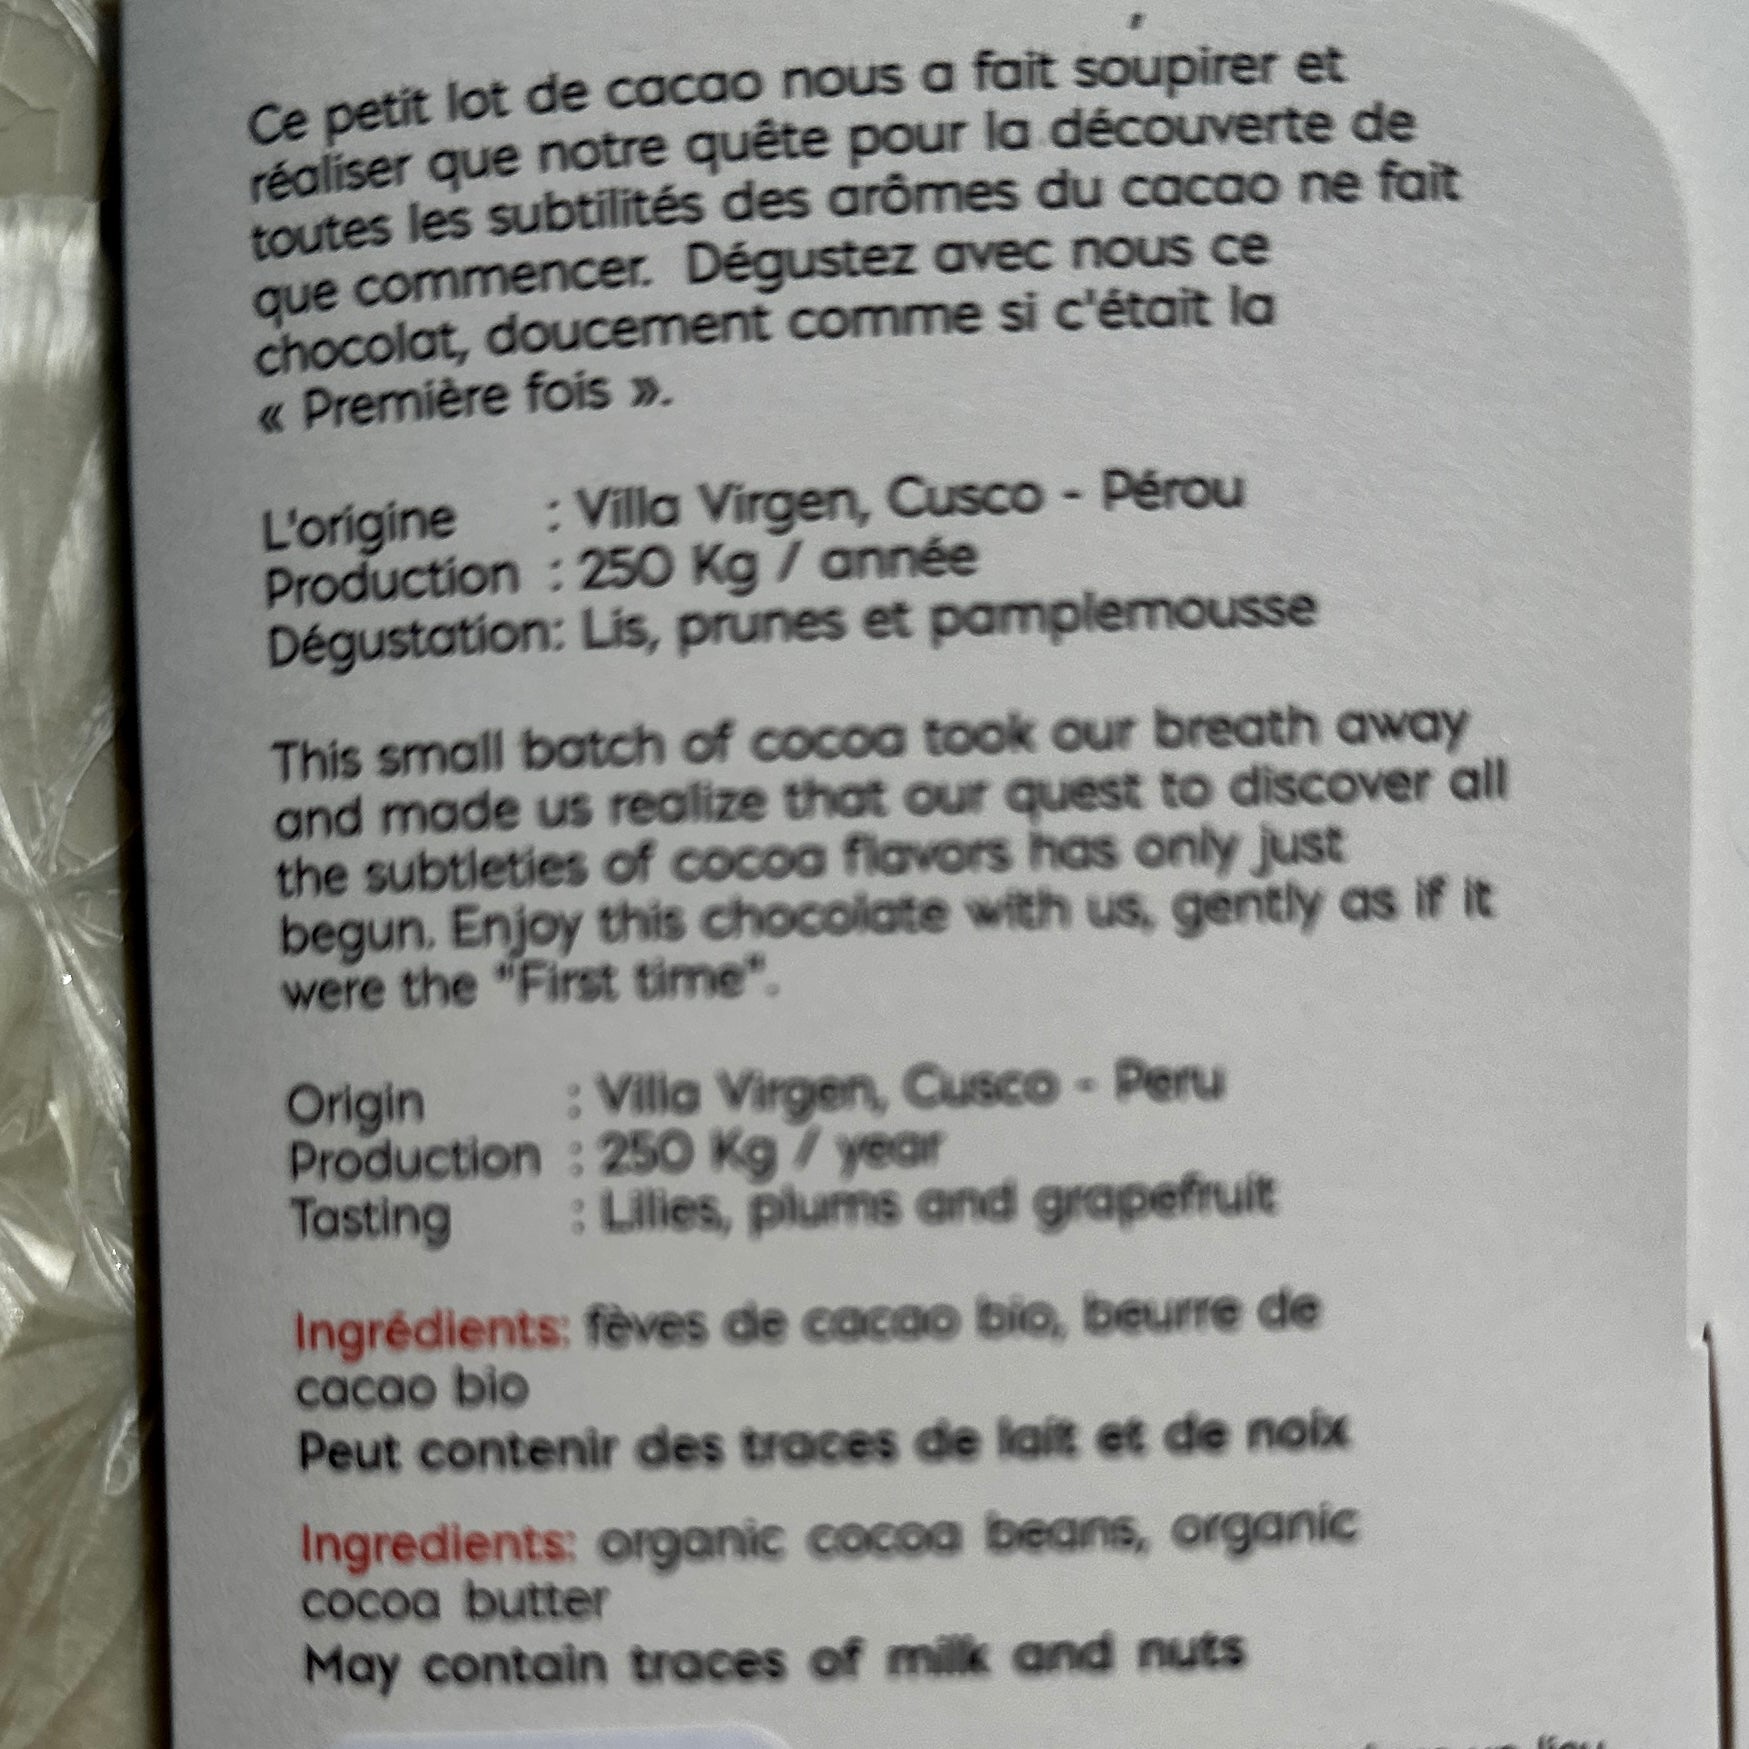 Ce petit lot de cacao nous a fait soupirer et
réaliser que notre quête pour la découverte de
toutes les subtilités des arômes du cacao ne fait
que commencer. Dégustez avec nous ce
chocolat, doucement comme si c'était la
« Première fois ».
L'origine : Villa Virgen, Cusco - Pérou
Production : 250 Kg / année
Dégustation: Lis, prunes et pamplemousse
This small batch of cocoa took our breath away
and made us realize that our quest to discover all
the subtleties of cocoa flavors has only just
begun. Enjoy this chocolate with us, gently as if it
were the "First time".
Origin : Villa Virgen, Cusco - Peru
Production : 250 Kg / year
Tasting : Lilies, plums and grapefruit
Ingrédients: fèves de cacao bio, beurre de
cacao bio
Peut contenir des traces de lait et de noix
Ingredients: organic cocoa beans, organic
cocoa butter
May contain traces of milk and nuts